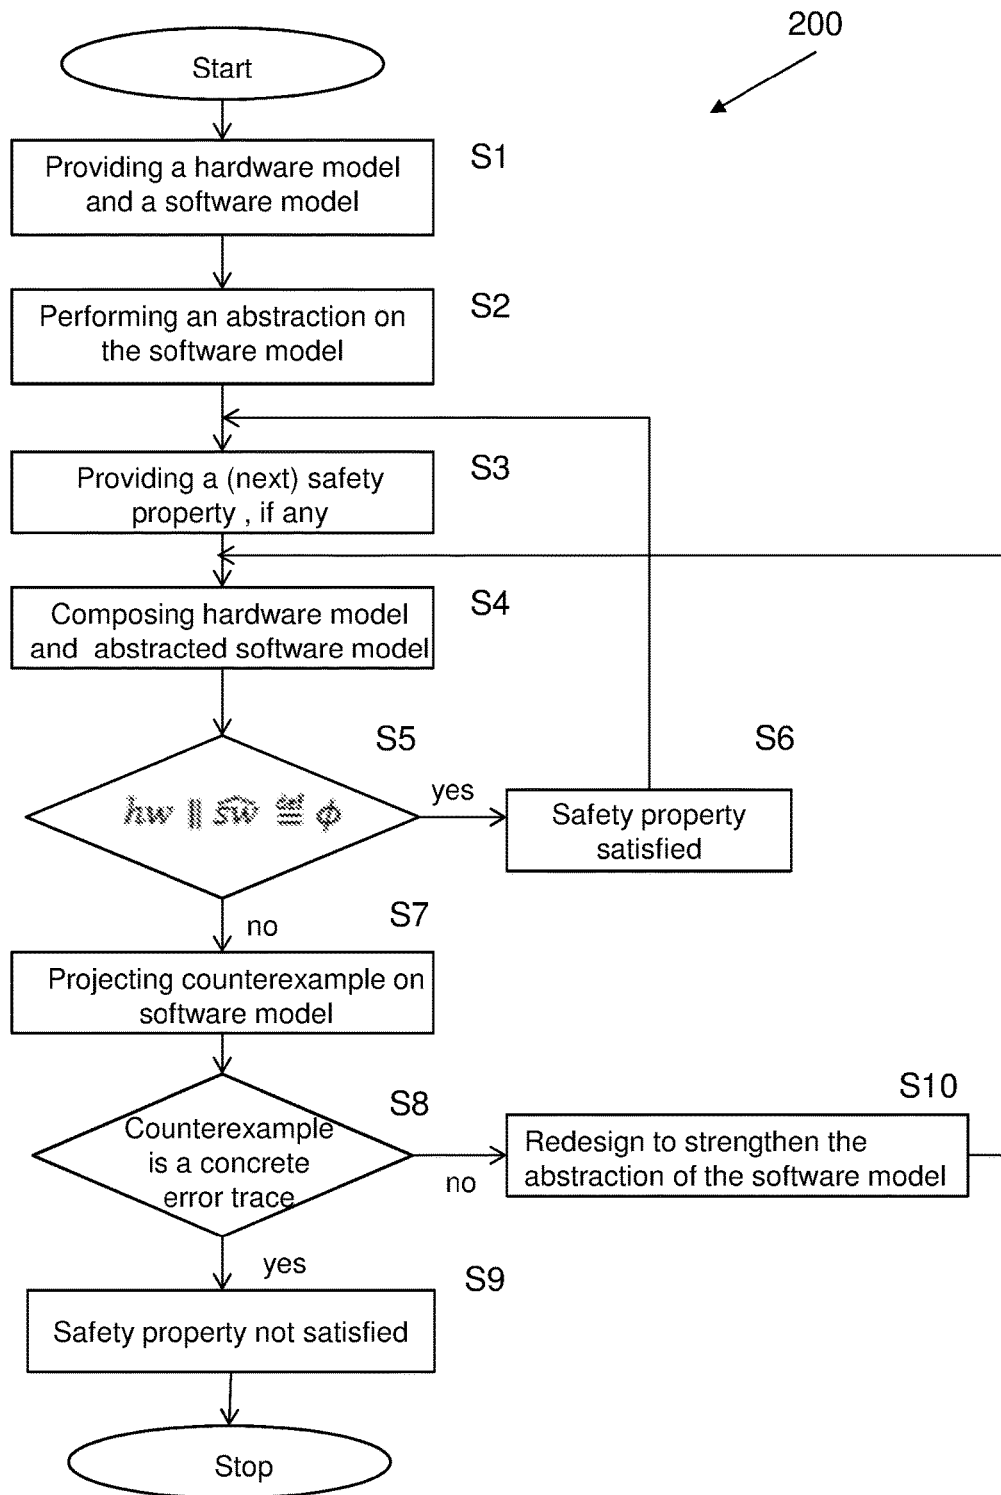 200
Start
S1
Providing a hardware model
and a software model
S2
Performing an abstraction on
the software model
S3
Providing a (next) safety
property , if any
S4
Composing hardware model
and abstracted software model
S5
hw ∥ ŝw ≝ ϕ
yes
S6
Safety property
satisfied
no
S7
Projecting counterexample on
software model
S8
Counterexample
is a concrete
error trace
no
S10
Redesign to strengthen the
abstraction of the software model
yes
S9
Safety property not satisfied
Stop